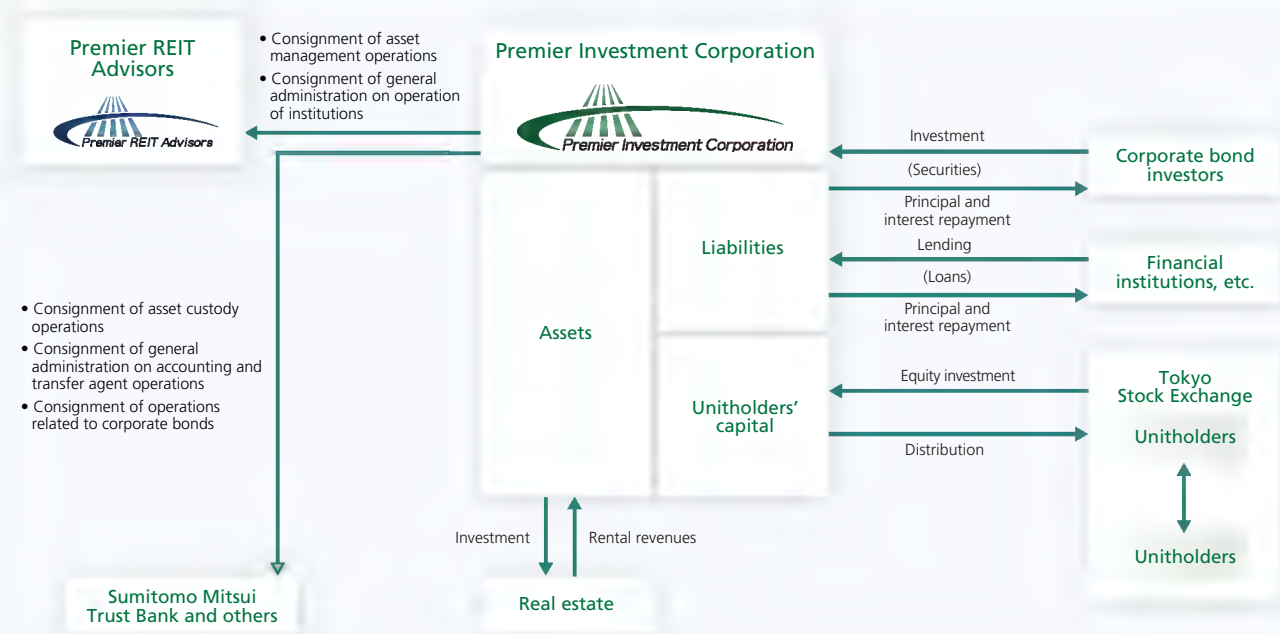 Premier REIT
Advisors
Premier REIT Advisors
• Consignment of asset
management operations
• Consignment of general
administration on operation
of institutions
Premier Investment Corporation
Premier Investment Corporation
Investment
(Securities)
Principal and
interest repayment
Corporate bond
investors
Liabilities
Lending
(Loans)
Principal and
interest repayment
Financial
institutions, etc.
• Consignment of asset custody
operations
• Consignment of general
administration on accounting and
transfer agent operations
• Consignment of operations
related to corporate bonds
Assets
Unitholders'
capital
Equity investment
Distribution
Tokyo
Stock Exchange
Unitholders
Unitholders
Investment
Rental revenues
Sumitomo Mitsui
Trust Bank and others
Real estate